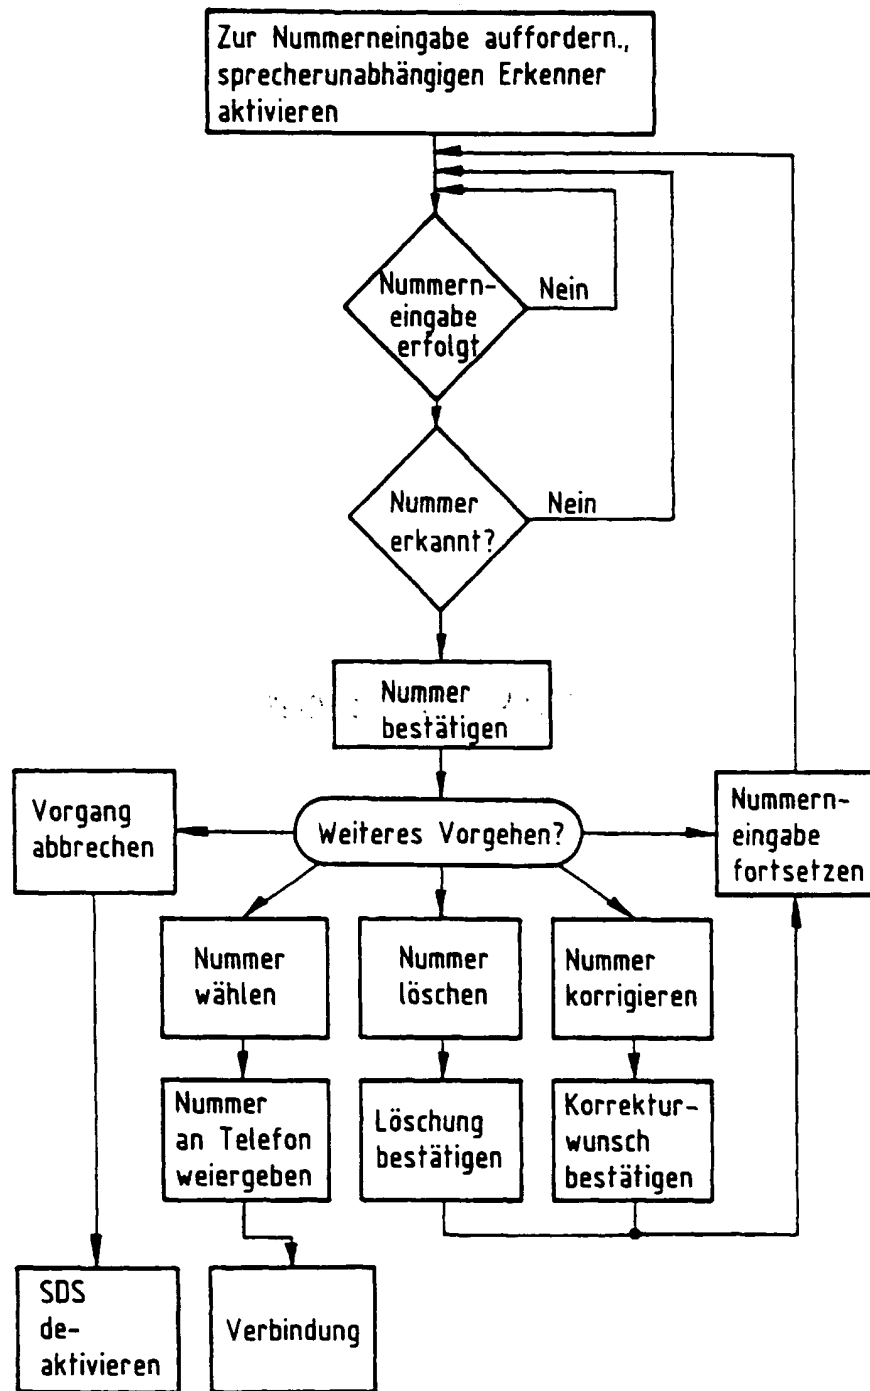 Zur Nummerneingabe auffordern.,
sprecherunabhängigen Erkenner
aktivieren
Nummern-
eingabe
erfolgt
Nein
Nummer
erkannt?
Nein
Nummer
bestätigen
Vorgang
abbrechen
Weiteres Vorgehen?
Nummern-
eingabe
fortsetzen
Nummer
wählen
Nummer
löschen
Nummer
korrigieren
Nummer
an Telefon
weiergeben
Löschung
bestätigen
Korrektur-
wunsch
bestätigen
SDS
de-
aktivieren
Verbindung